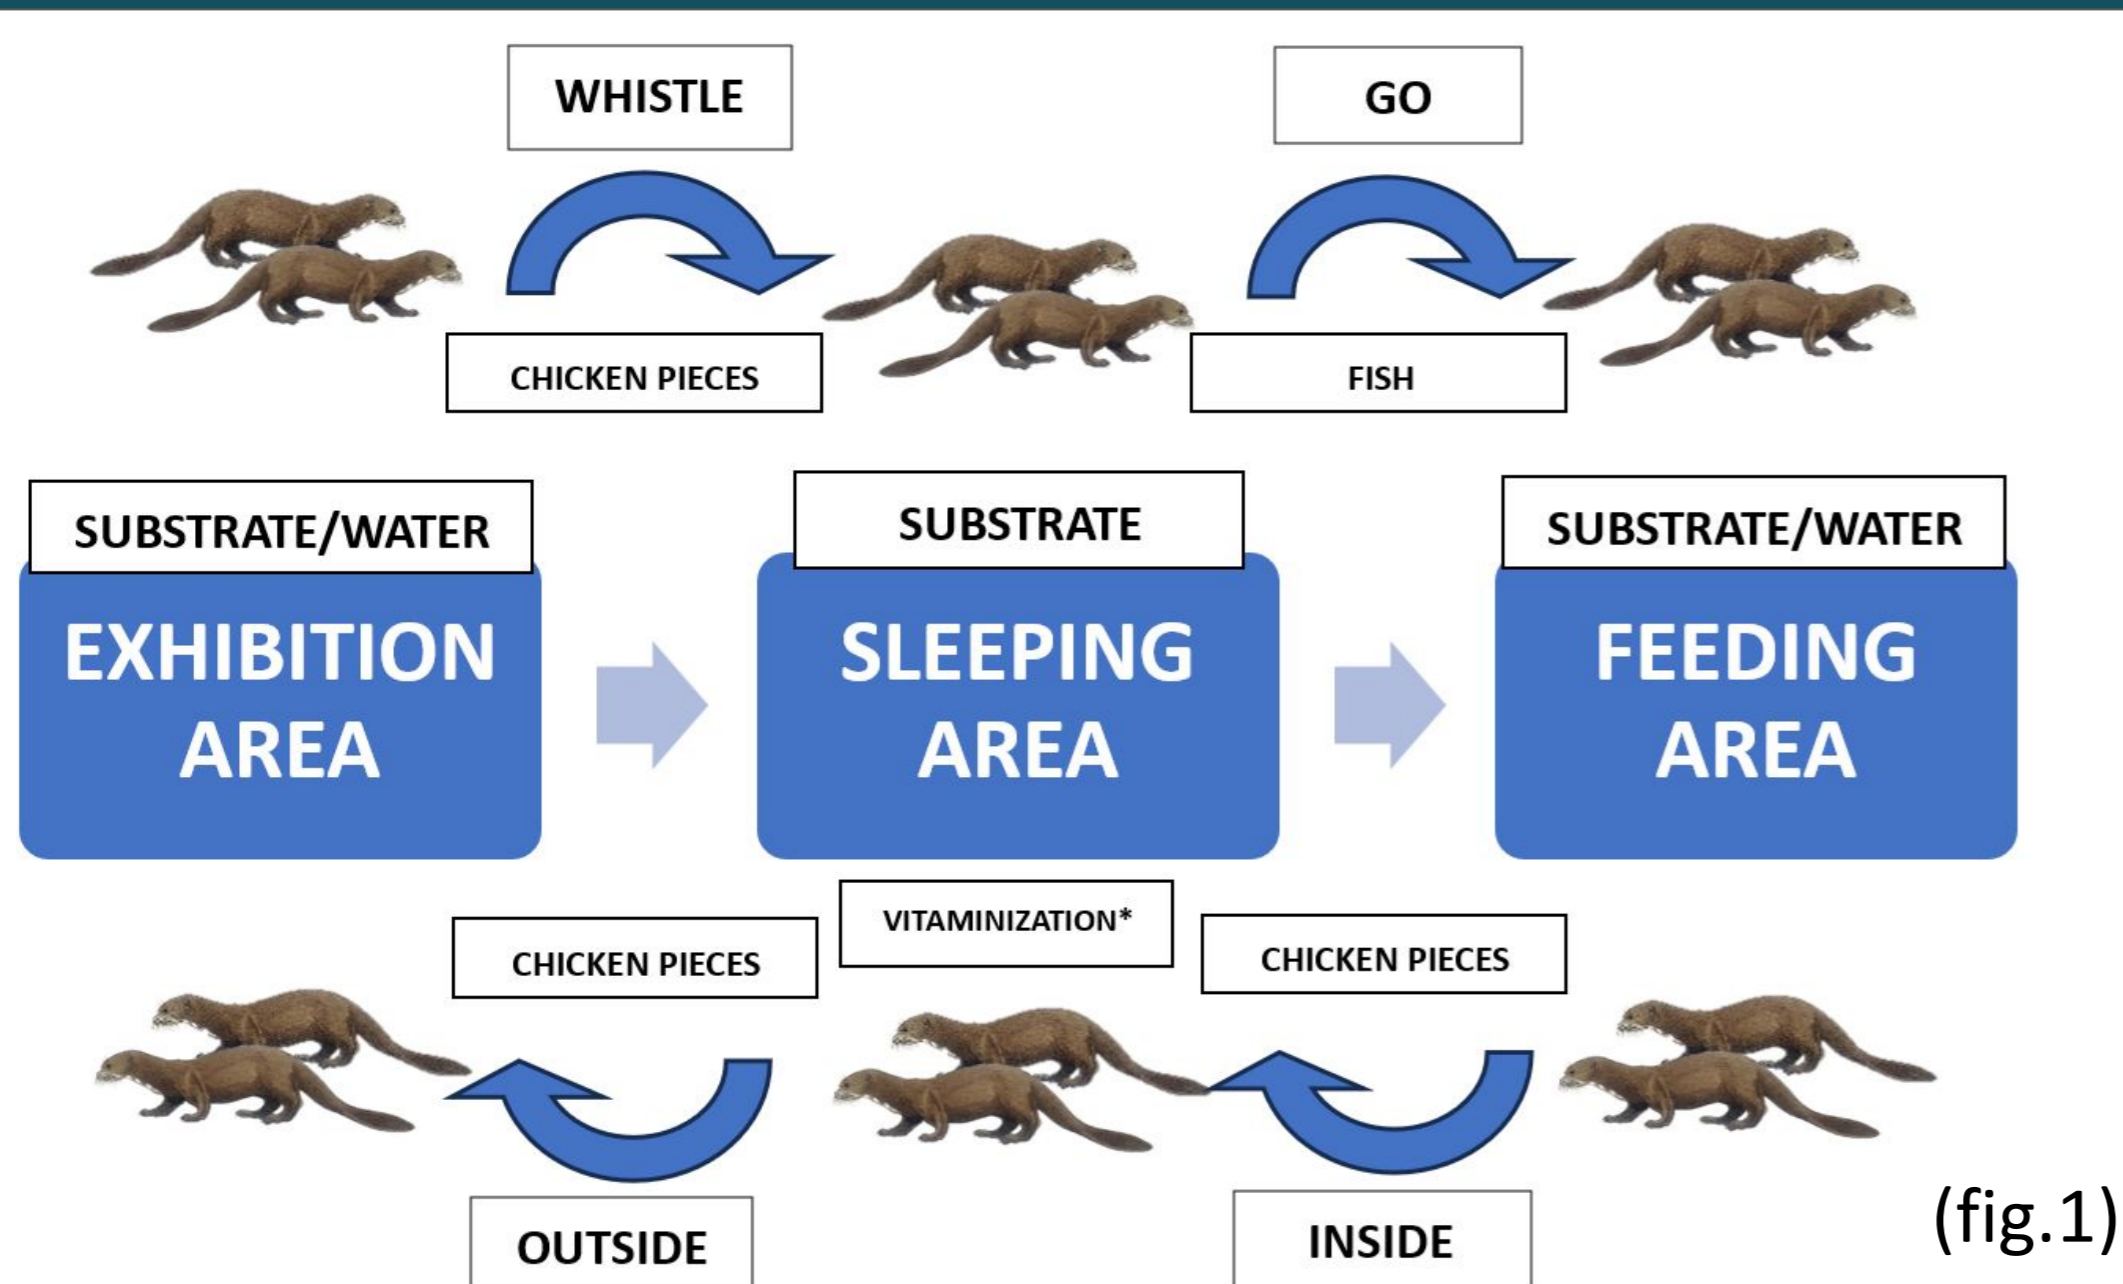 WHISTLE
GO
CHICKEN PIECES
FISH
SUBSTRATE/WATER
SUBSTRATE
SUBSTRATE/WATER
EXHIBITION
AREA
SLEEPING
AREA
FEEDING
AREA
VITAMINIZATION*
CHICKEN PIECES
CHICKEN PIECES
OUTSIDE
INSIDE
(fig.1)